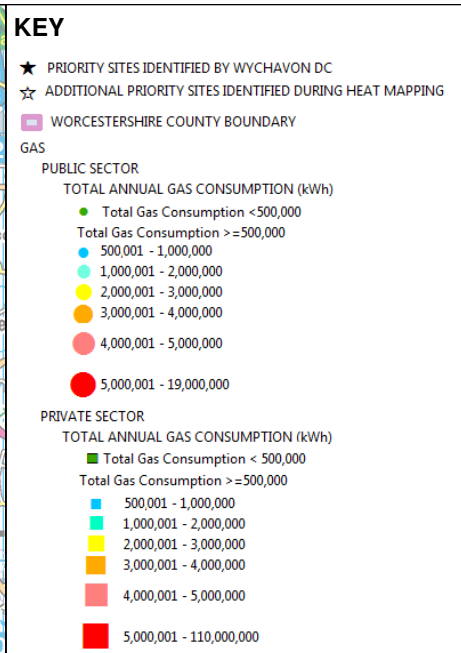 KEY
PRIORITY SITES IDENTIFIED BY WYCHAVON DC
ADDITIONAL PRIORITY SITES IDENTIFIED DURING HEAT MAPPING
WORCESTERSHIRE COUNTY BOUNDARY
GAS
PUBLIC SECTOR
TOTAL ANNUAL GAS CONSUMPTION (kWh)
Total Gas Consumption <500,000
Total Gas Consumption >=500,000
500,001 - 1,000,000
1,000,001 - 2,000,000
2,000,001 - 3,000,000
3,000,001 - 4,000,000
4,000,001 - 5,000,000
5,000,001 - 19,000,000
PRIVATE SECTOR
TOTAL ANNUAL GAS CONSUMPTION (kWh)
Total Gas Consumption < 500,000
Total Gas Consumption >=500,000
500,001 - 1,000,000
1,000,001 - 2,000,000
2,000,001 - 3,000,000
3,000,001 - 4,000,000
4,000,001 - 5,000,000
5,000,001 - 110,000,000